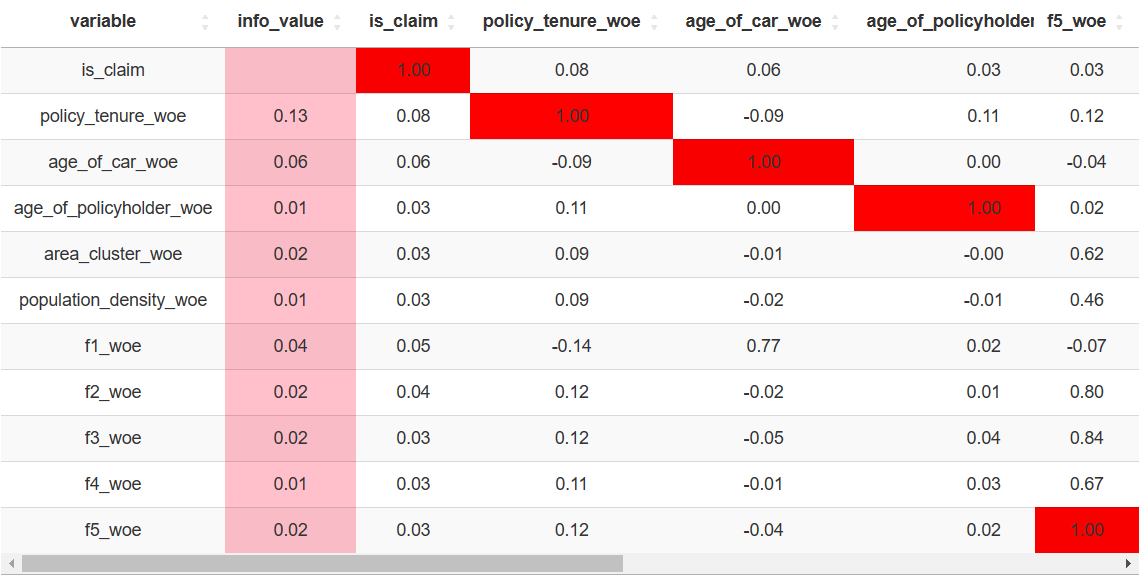 variable info_value is_claim policy_tenure_woe age_of_car_woe age_of_policyholder f5_woe
is_claim 1.00 0.08 0.06 0.03 0.03
policy_tenure_woe 0.13 0.08 1.00 -0.09 0.11 0.12
age_of_car_woe 0.06 0.06 -0.09 1.00 0.00 -0.04
age_of_policyholder_woe 0.01 0.03 0.11 0.00 1.00 0.02
area_cluster_woe 0.02 0.03 0.09 -0.01 -0.00 0.62
population_density_woe 0.01 0.03 0.09 -0.02 -0.01 0.46
f1_woe 0.04 0.05 -0.14 0.77 0.02 -0.07
f2_woe 0.02 0.04 0.12 -0.02 0.01 0.80
f3_woe 0.02 0.03 0.12 -0.05 0.04 0.84
f4_woe 0.01 0.03 0.11 -0.01 0.03 0.67
f5_woe 0.02 0.03 0.12 -0.04 0.02 1.00